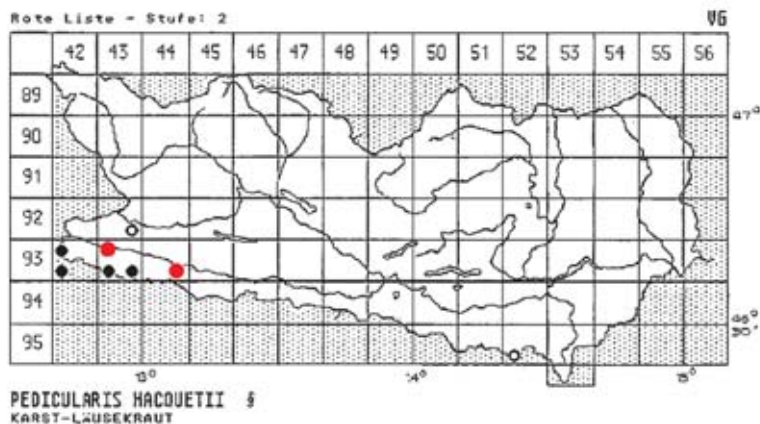 Rote Liste - Stufe: 2 VG
42 43 44 45 46 47 48 49 50 51 52 53 54 55 56
89
47°
90
91
92
93
94
46°
30'
95
13° 14° 15°
PEDICULARIS HACQUETII §
KARST-LÄUSEKRAUT